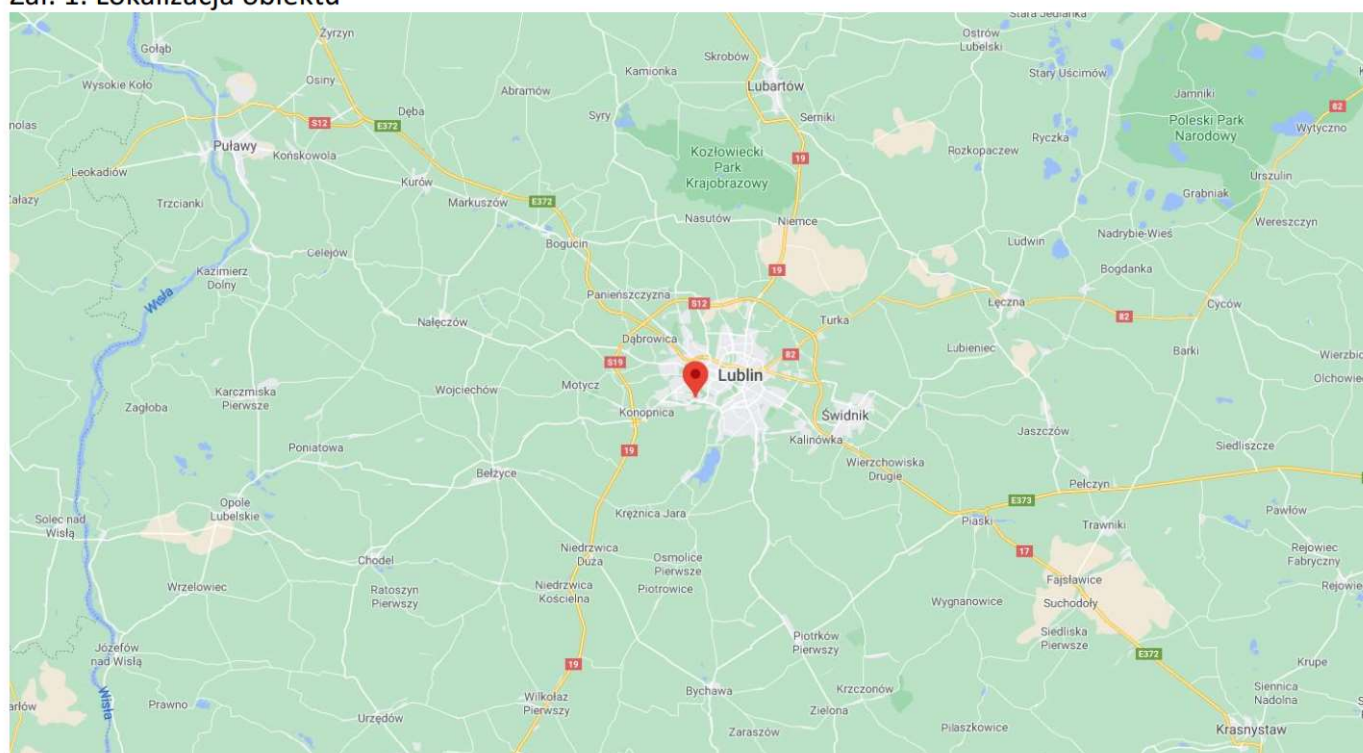 Zał. 1. Lokalizacja obiektu
Stara Jedlanka
Gołąb
Żyrzyn
Skrobów
Ostrów
Lubelski
Wysokie Koło
Osiny
Kamionka
Stary Uścimów
Abramów
Lubartów
Jamniki
82
Dęba
S12
E372
Syry
Serniki
Poleski Park
Narodowy
Wytyczno
Puławy
Końskowola
Kozłowiecki
Park
Krajobrazowy
19
Ryczka
Rozkopaczew
Leokadiów
Kurów
Urszulin
Trzcianki
Markuszów
E372
Grabniak
Nasutów
Niemce
Wereszczyn
Nadrybie-Wieś
Bogucin
Ludwin
Celejów
Kazimierz
Dolny
19
Bogdanka
Wisła
Panieńszczyzna
S12
Łęczna
Cyców
Nałęczów
Turka
82
Dąbrowica
82
Lubieniec
Barki
S19
Lublin
Motycz
Wojciechów
Karczmiska
Pierwsze
Zagłoba
Konopnica
Świdnik
Kalinówka
Jaszczów
Siedliszcze
Poniatowa
19
Bełżyce
Wierzchowiska
Drugie
Pełczyn
Opole
Lubelskie
E373
Krężnica Jara
Piaski
Trawniki
Pawłów
Solec nad
Wisłą
Niedrzwica
Duża
Osmolice
Pierwsze
17
Rejowiec
Fabryczny
Chodel
Wrzelowiec
Ratoszyn
Pierwszy
Niedrzwica
Kościelna
Piotrowice
Fajsławice
Wygnanowice
Suchodoły
Siedliska
Pierwsze
Piotrków
Pierwszy
Józefów
nad Wisłą
E372
19
Krupe
Wisła
Prawno
Wilkołaz
Pierwszy
Bychawa
Krzczonów
Siennica
Nadolna
Urzędów
Zielona
Zaraszów
Pilaszkowice
Krasnystaw